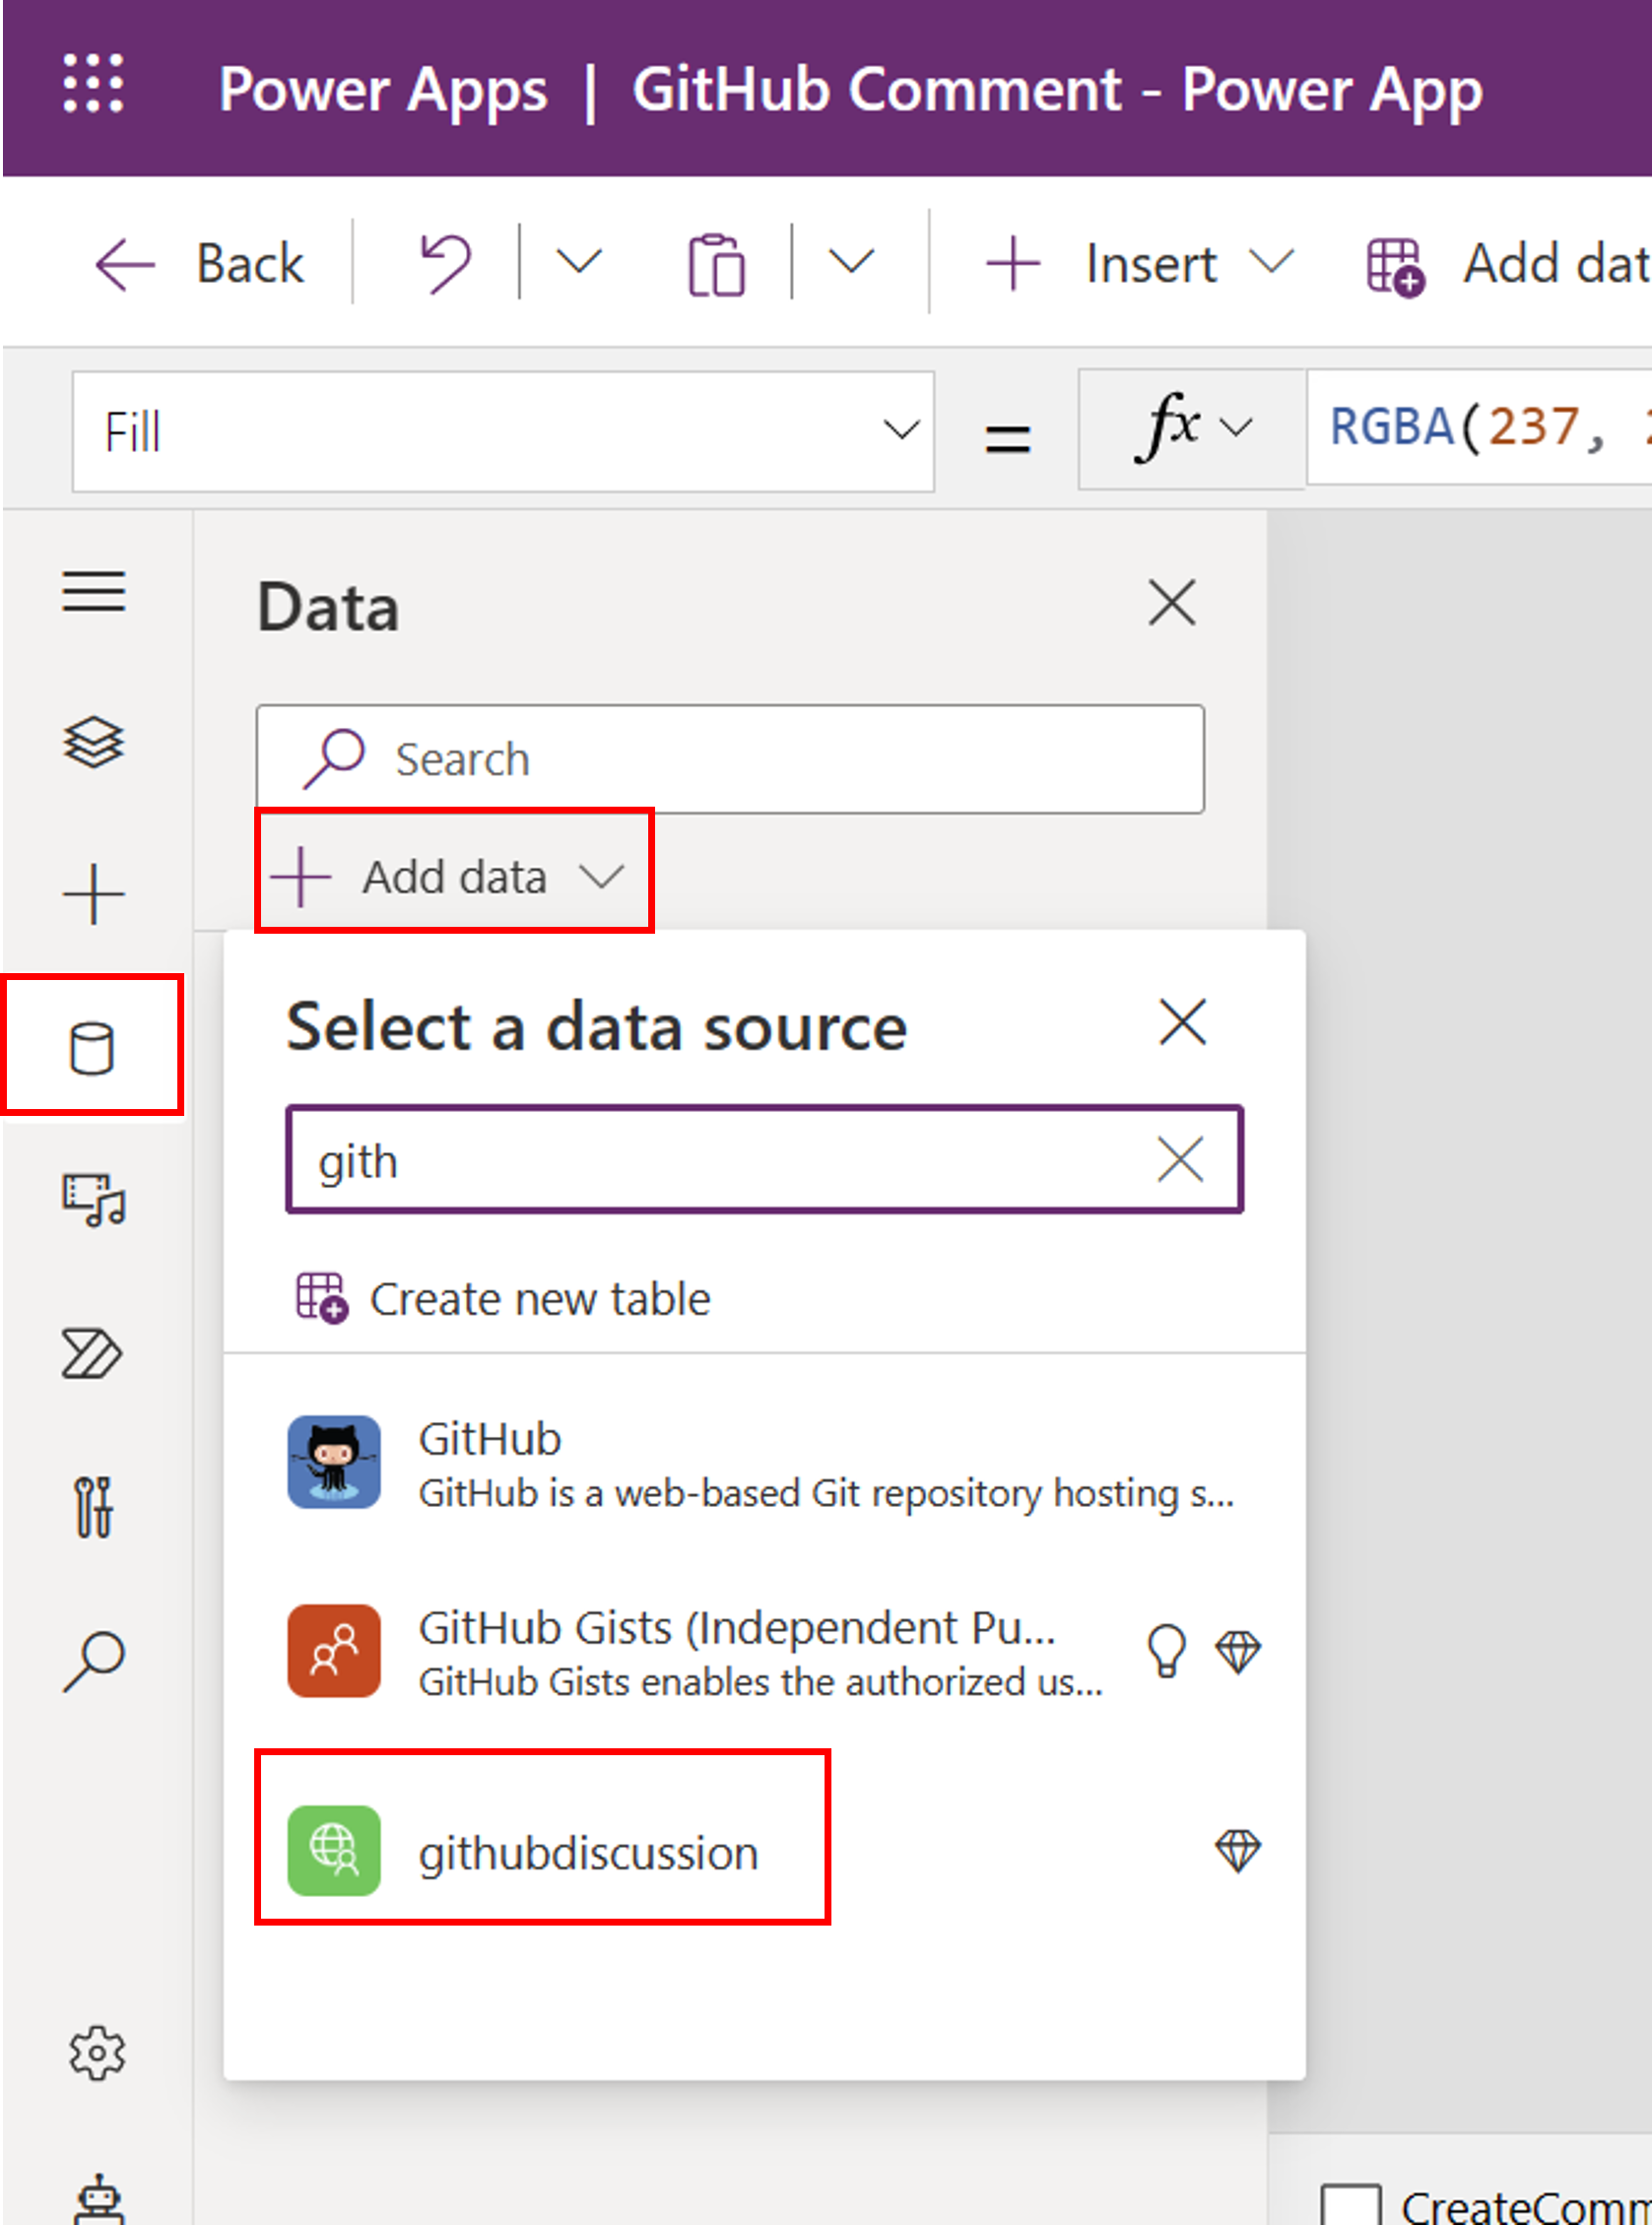 Power Apps | GitHub Comment - Power App
Back
Insert
Add dat
Fill
=
fx
RGBA(237,
Data
Search
Add data
Select a data source
gith
Create new table
GitHub
GitHub is a web-based Git repository hosting s...
GitHub Gists (Independent Pu...
GitHub Gists enables the authorized us...
githubdiscussion
CreateComm